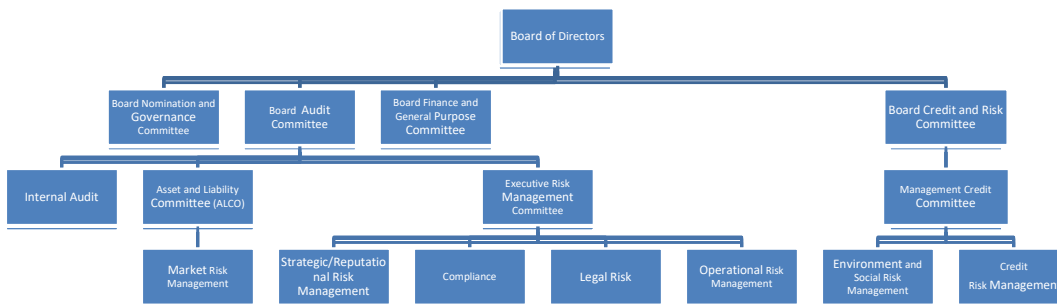 Board of Directors
Board Nomination and
Governance
Committee
Board Audit
Committee
Board Finance and
General Purpose
Committee
Board Credit and Risk
Committee
Internal Audit
Asset and Liability
Committee (ALCO)
Executive Risk
Management
Committee
Management Credit
Committee
Market Risk
Management
Strategic/Reputatio
nal Risk
Management
Compliance
Legal Risk
Operational Risk
Management
Environment and
Social Risk
Management
Credit
Risk Management